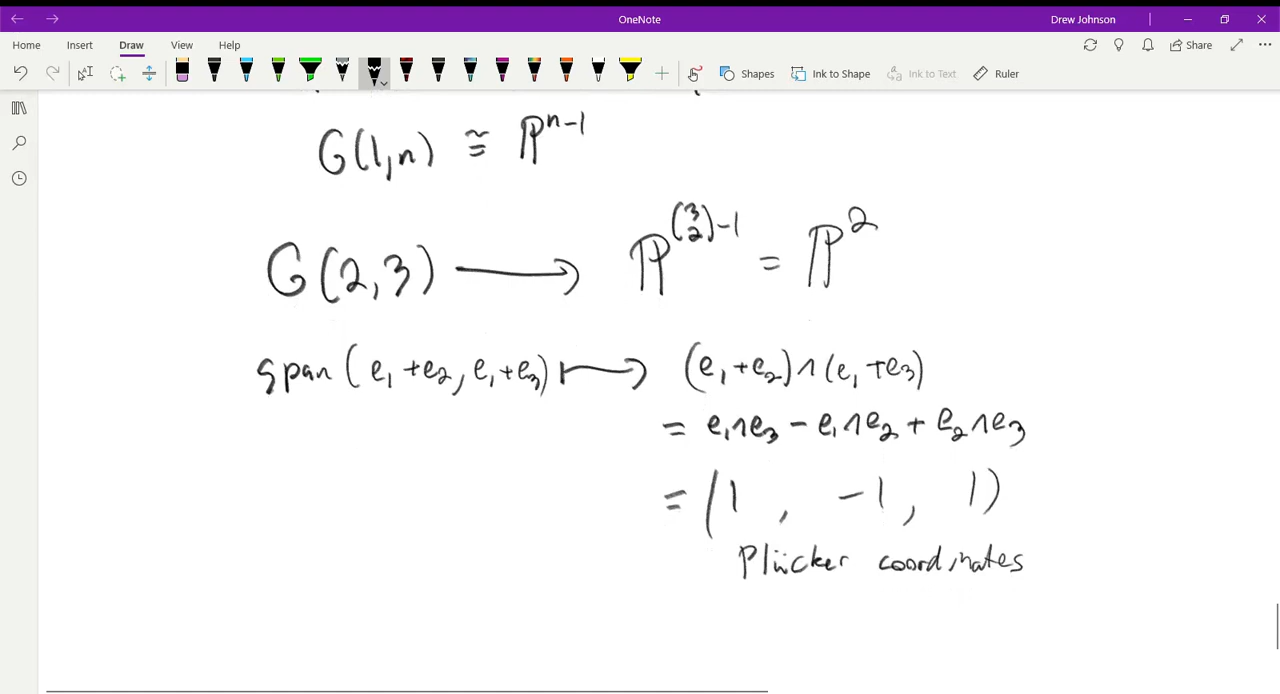 OneNote
Drew Johnson
Home Insert Draw View Help
Share
Shapes Ink to Shape Ink to Text Ruler
G(1,n) ≅ ℙ^{n-1}
G(2,3) ⟶ ℙ^{\binom{3}{2}-1} = ℙ^2
span(e₁+e₂, e₁+e₃) ⟼ (e₁+e₂)∧(e₁+e₃)
= e₁∧e₃ - e₁∧e₂ + e₂∧e₃
= (1 , -1, 1)
Plücker coordinates